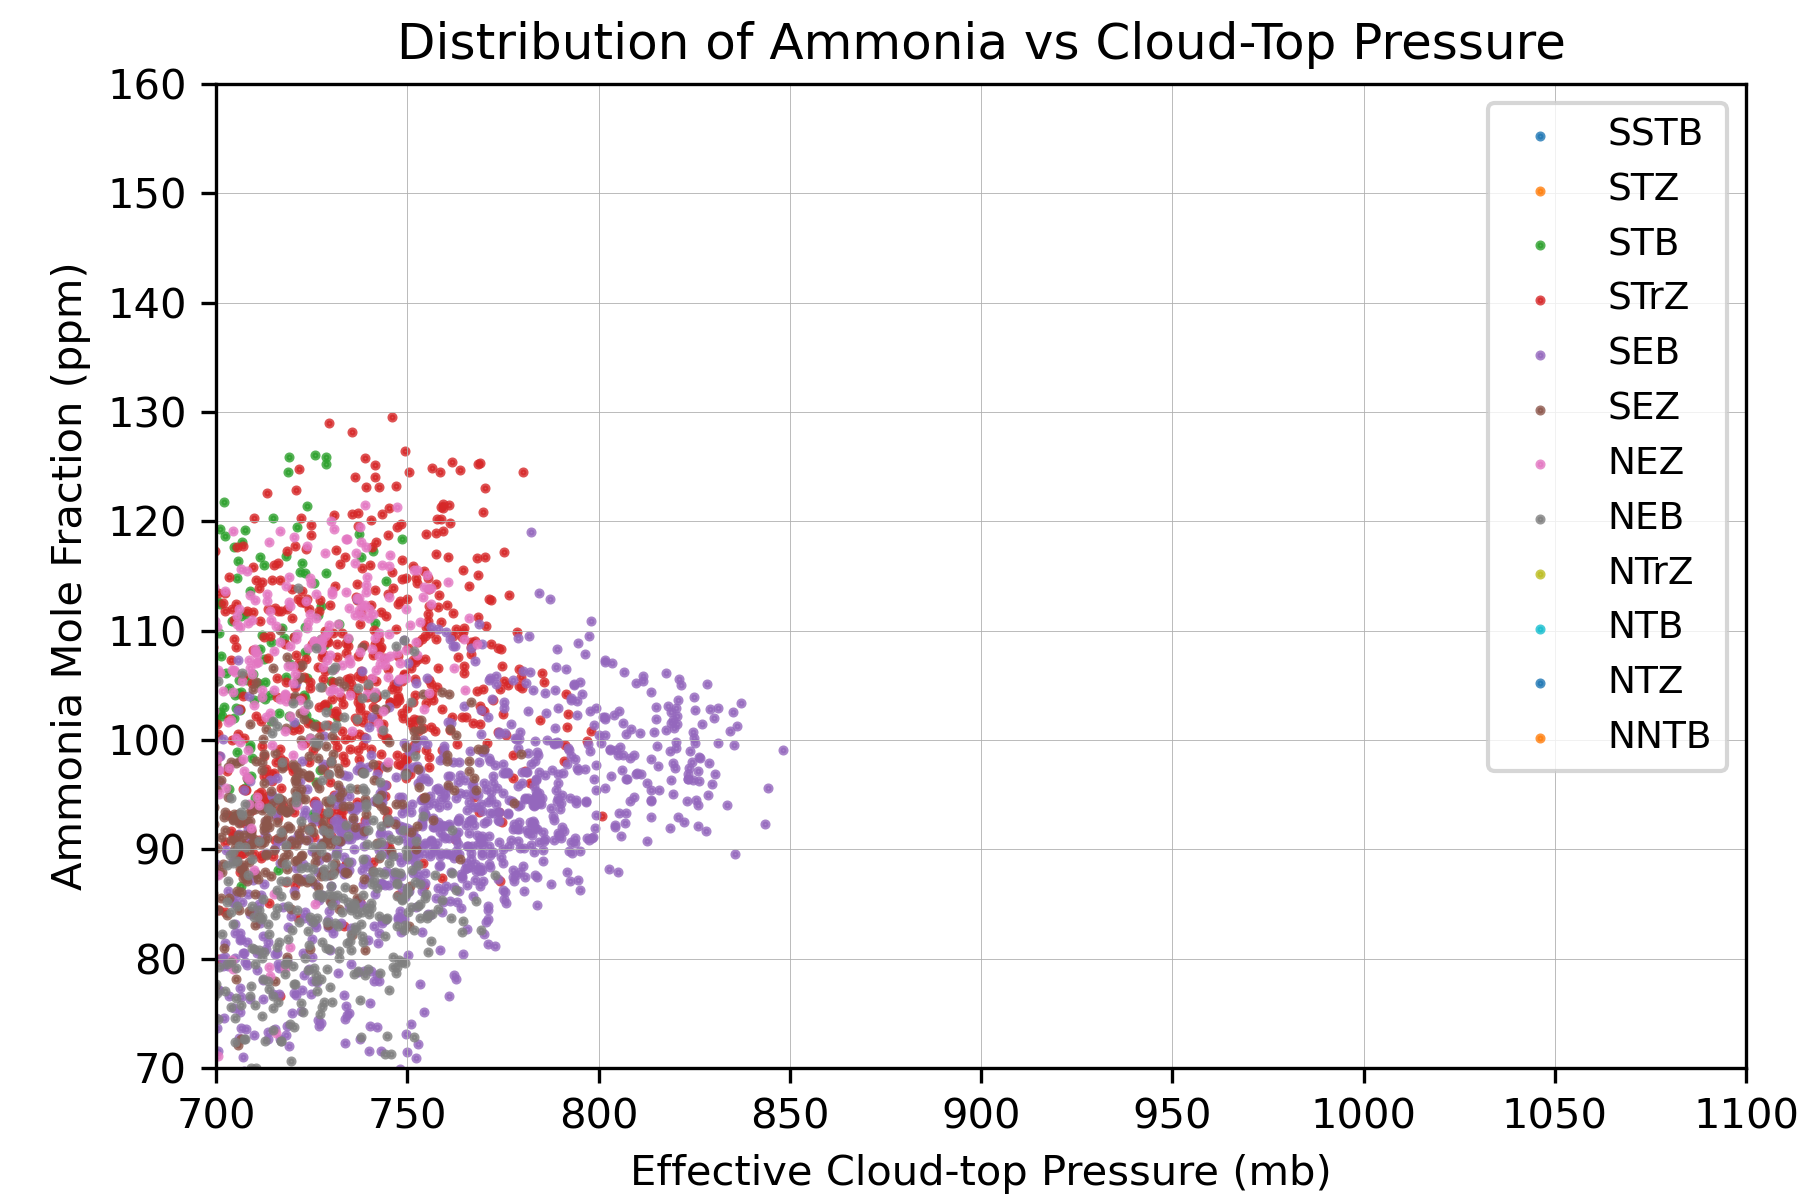 Distribution of Ammonia vs Cloud-Top Pressure
160
150
140
130
120
110
100
90
80
70
Ammonia Mole Fraction (ppm)
SSTB
STZ
STB
STrZ
SEB
SEZ
NEZ
NEB
NTrZ
NTB
NTZ
NNTB
700 750 800 850 900 950 1000 1050 1100
Effective Cloud-top Pressure (mb)